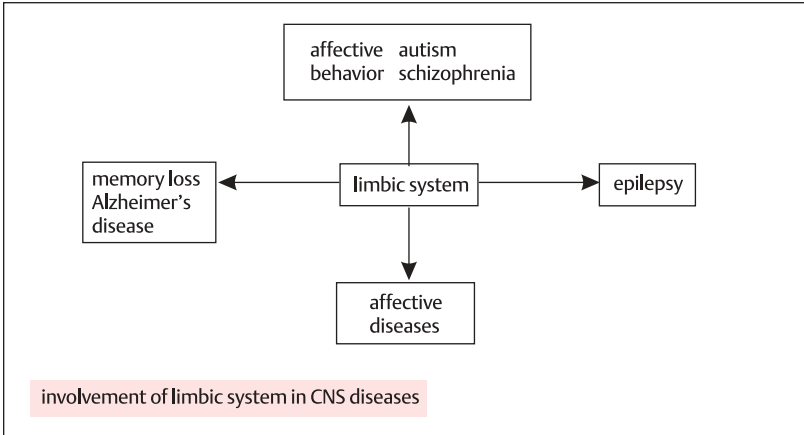 affective autism
behavior schizophrenia
memory loss
Alzheimer's
disease
limbic system
epilepsy
affective
diseases
involvement of limbic system in CNS diseases